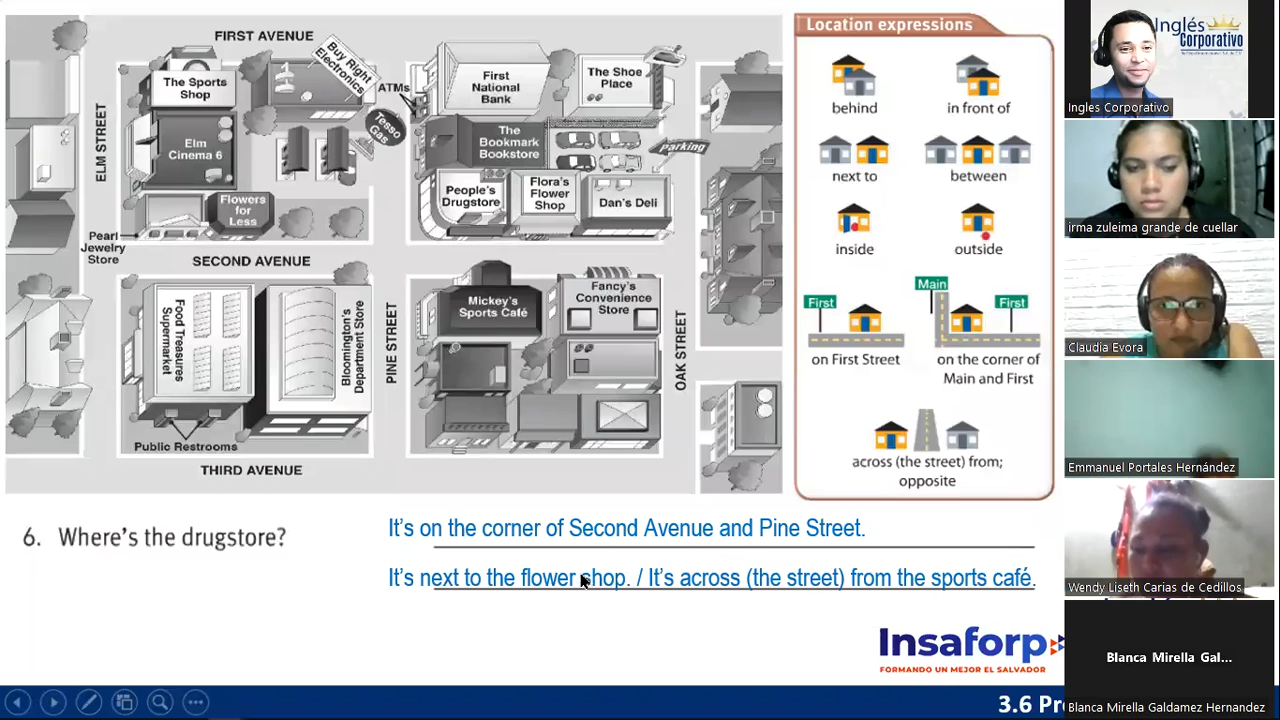 FIRST AVENUE
The Sports
Shop
Buy Right
Electronics
ATMs
First
National
Bank
The Shoe
Place
ELM STREET
Elm
Cinema 6
Tesso
Gas
The
Bookmark
Bookstore
Parking
Flowers
for
Less
People's
Drugstore
Flora's
Flower
Shop
Dan's Deli
Pearl
Jewelry
Store
SECOND AVENUE
Food Treasures
Supermarket
Bloomington's
Department Store
PINE STREET
Mickey's
Sports Café
Fancy's
Convenience
Store
OAK STREET
Public Restrooms
THIRD AVENUE
Location expressions
behind
in front of
next to
between
inside
outside
First
Main
First
on First Street
on the corner of
Main and First
across (the street) from;
opposite
6. Where's the drugstore?
It's on the corner of Second Avenue and Pine Street.
It's next to the flower shop. / It's across (the street) from the sports café.
Insaforp
FORMANDO UN MEJOR EL SALVADOR
3.6 Pr
Inglés
Corporativo
Ingles Corporativo
irma zuleima grande de cuellar
Claudia Evora
Emmanuel Portales Hernández
Wendy Liseth Carias de Cedillos
Blanca Mirella Gal...
Blanca Mirella Galdamez Hernandez